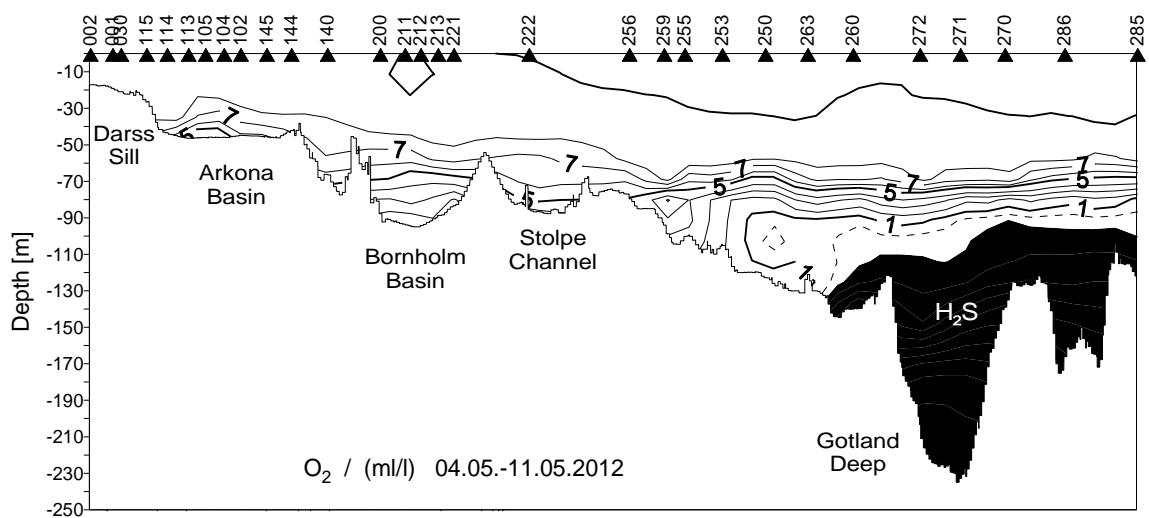 002 001 030 115 114 113 105 104 102 145 144 140 200 211 212 213 221 222 256 259 255 253 250 263 260 272 271 270 286 285
-10
-30
-50
-70
-90
-110
-130
-150
-170
-190
-210
-230
-250
Depth [m]
Darss
Sill
Arkona
Basin
Bornholm
Basin
Stolpe
Channel
Gotland
Deep
H₂S
7
5
7
7
5
7
5
7
5
1
7
5
1
1
O₂ / (ml/l) 04.05.-11.05.2012